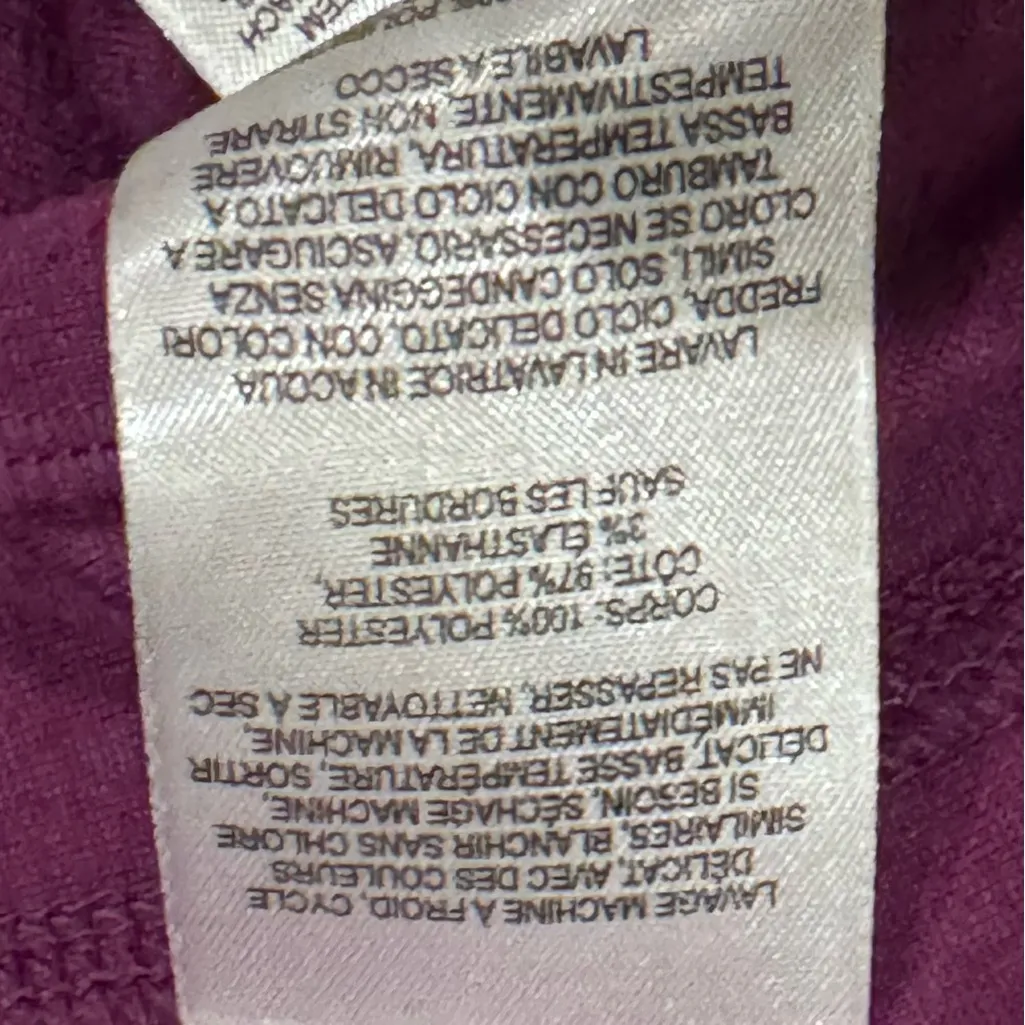 LAVAGE MACHINE À FROID, CYCLE
DÉLICAT, AVEC DES COULEURS
SIMILAIRES, BLANCHIR SANS CHLORE
SI BESOIN, SÉCHAGE MACHINE,
DÉLICAT, BASSE TEMPÉRATURE, SORTIR
IMMÉDIATEMENT DE LA MACHINE,
NE PAS REPASSER, NETTOYABLE A SEC
CORPS: 100% POLYESTER
CÔTE: 97% POLYESTER,
3% ÉLASTHANNE
SAUF LES BORDURES
LAVARE IN LAVATRICE IN ACQUA
FREDDA, CICLO DELICATO, CON COLORI
SIMILI, SOLO CANDEGGINA SENZA
CLORO SE NECESSARIO, ASCIUGARE A
TAMBURO CON CICLO DELICATO A
BASSA TEMPERATURA, RIMUOVERE
TEMPESTIVAMENTE, NON STIRARE,
LAVABILE A SECCO